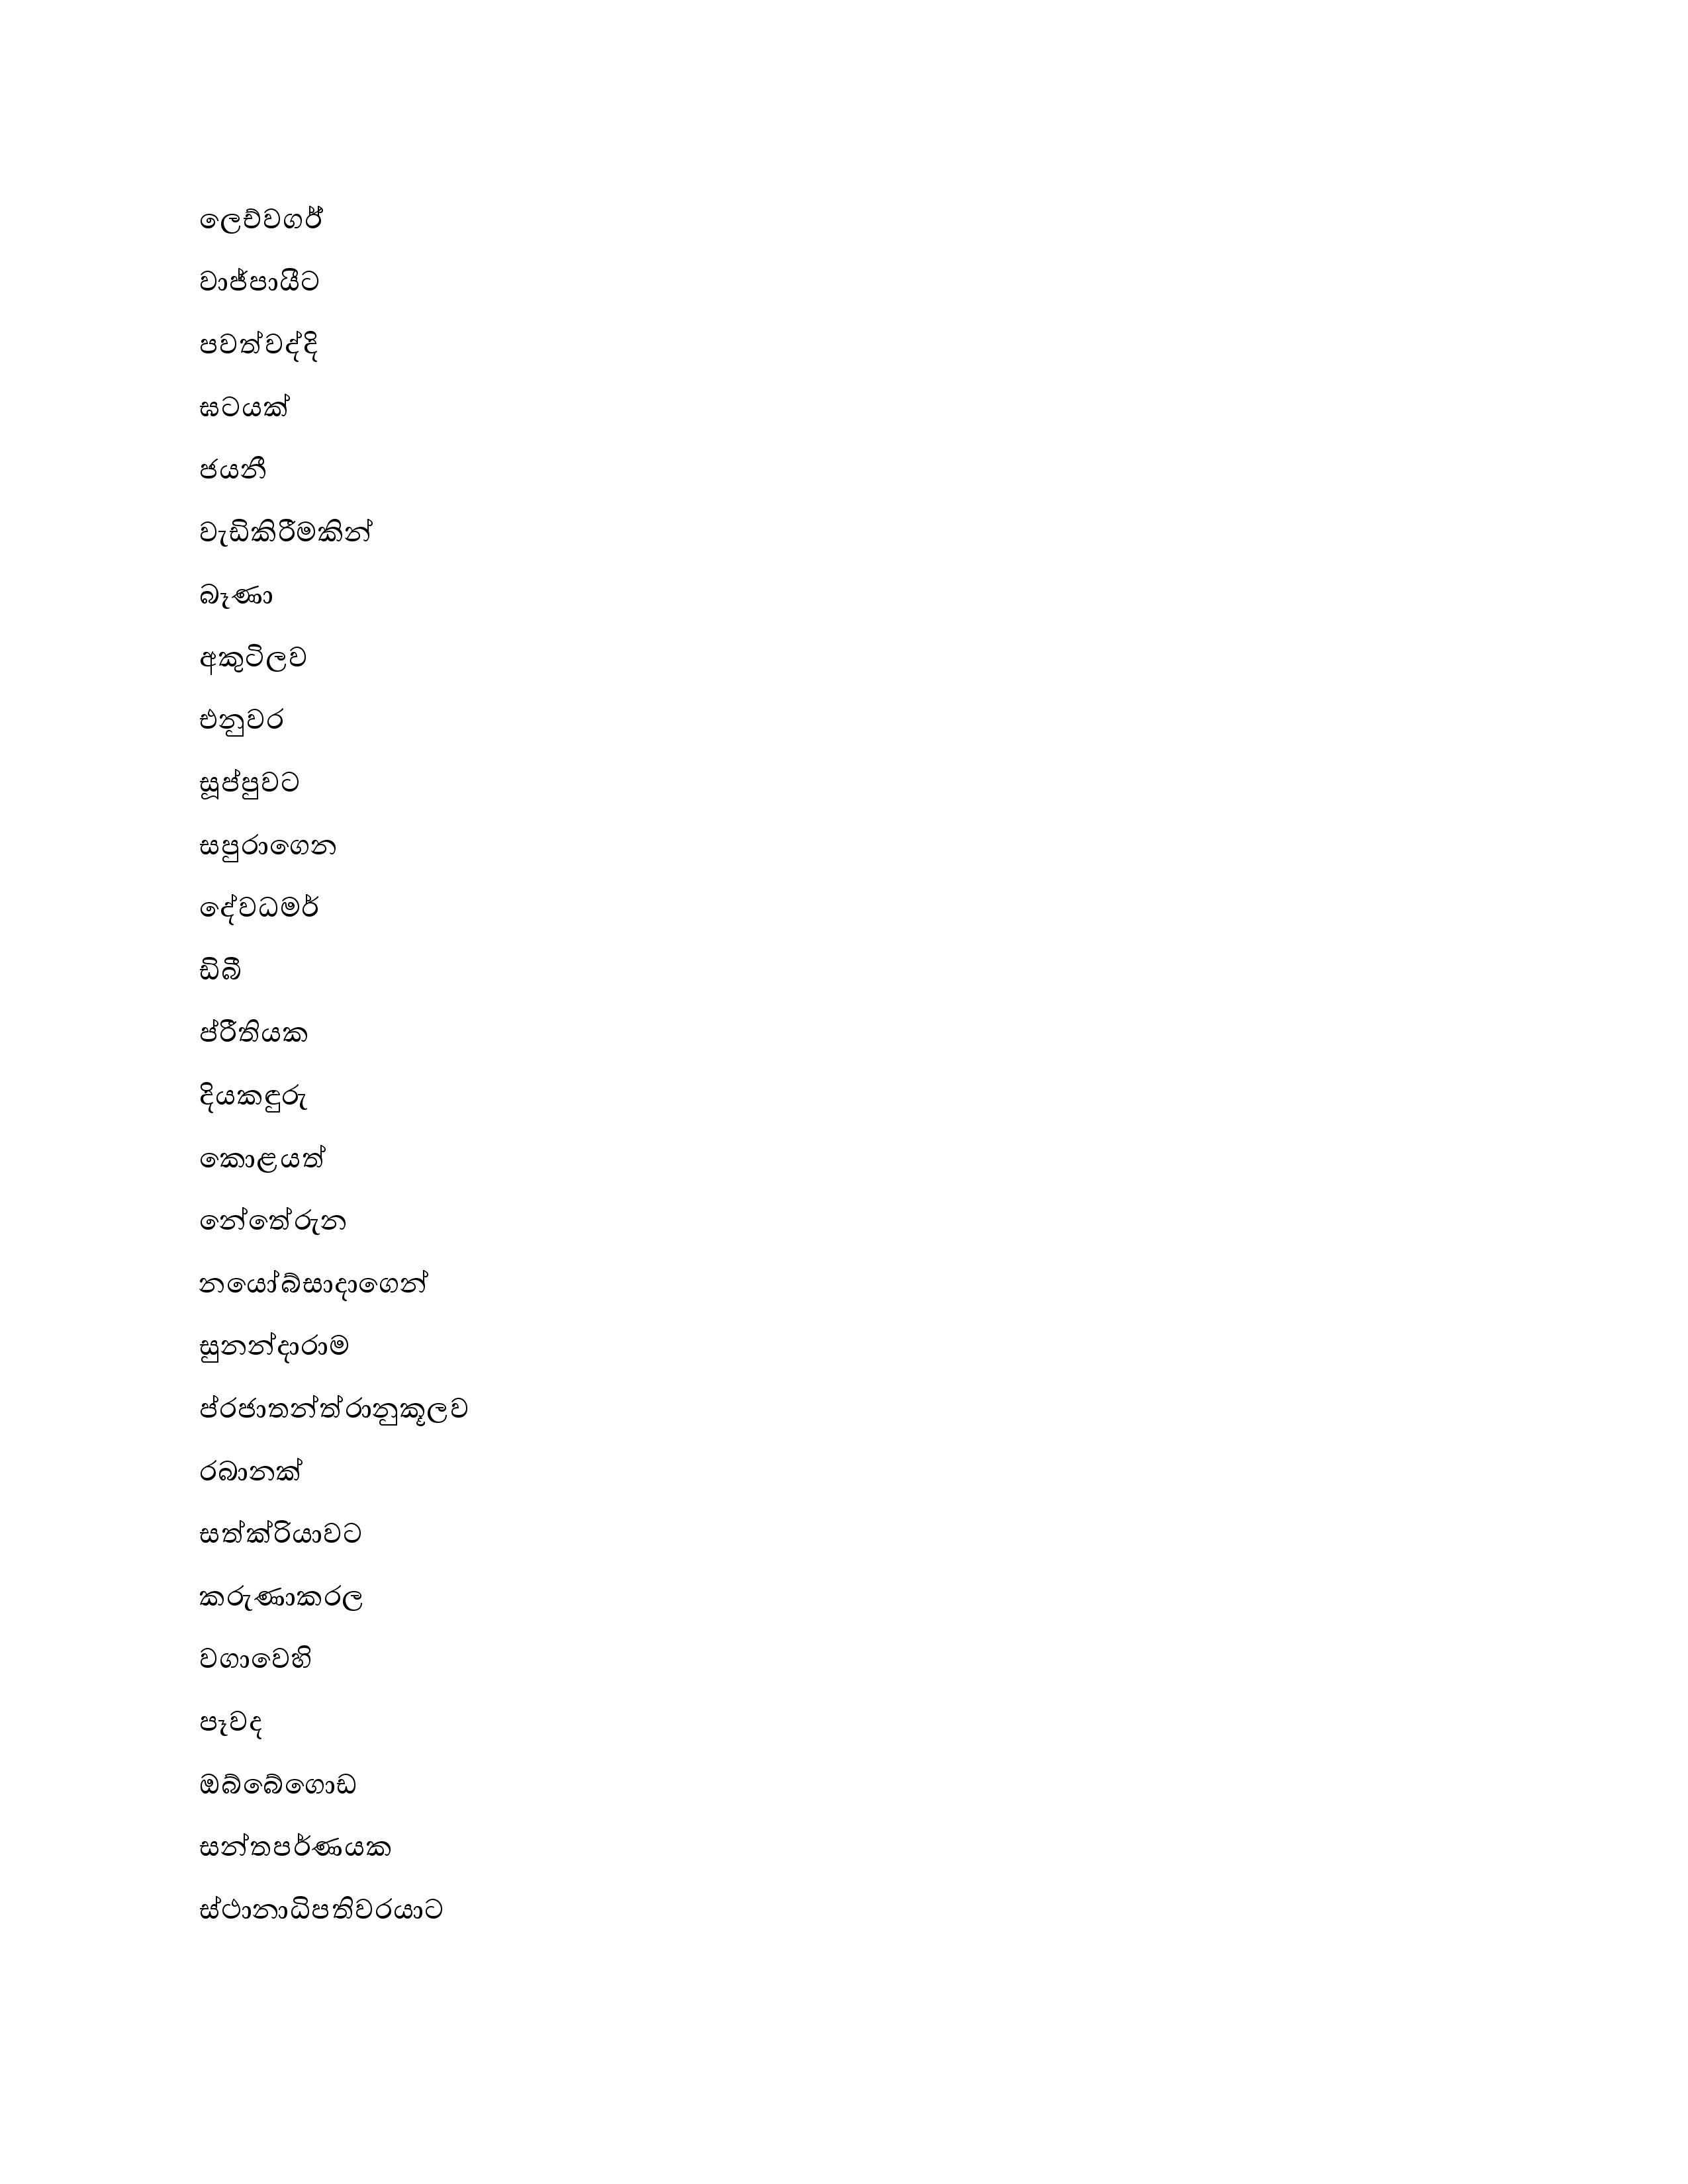 ලෙච්වගර්
වාජ්පායීට
පවත්වද්දි
ඝටයක්
ජයනී
වැඩිකිරීමකින්
බෑණා
අකුටිලව
එනුවර
සූප්පුවට
සපුරාගෙන
දේවධමර්
ඩිබී
ප්රීතියක
දියකඳුරු
කොළයත්
නේතේරුන
නයෝබ්සාදාගෙන්
සුනන්දාරාම
ප්රජාතන්ත්රානුකූලව
රබානක්
සත්ක්රියාවට
කරුණාකරල
වගාවෙහි
පෑවද
ඔබ්බේගොඩ
සන්තපර්ණයක
ස්ථානාධිපතිවරයාට